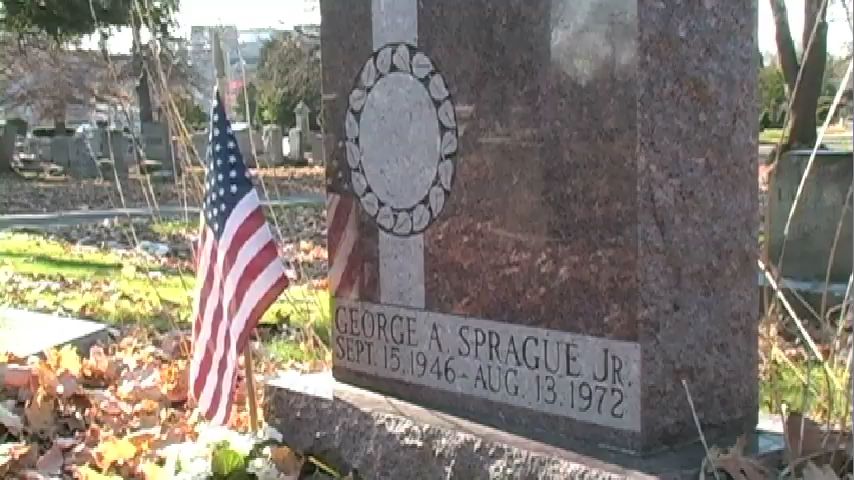 GEORGE A. SPRAGUE JR.
SEPT. 15, 1946 - AUG. 13, 1972